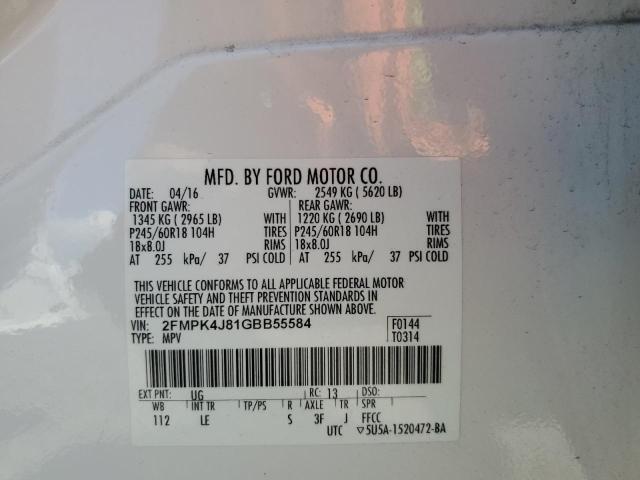 MFD. BY FORD MOTOR CO.
DATE: 04/16 GVWR: 2549 KG ( 5620 LB)
FRONT GAWR: REAR GAWR:
1345 KG ( 2965 LB) WITH 1220 KG ( 2690 LB) WITH
P245/60R18 104H TIRES P245/60R18 104H TIRES
18x8.0J RIMS 18x8.0J RIMS
AT 255 kPa/ 37 PSI COLD AT 255 kPa/ 37 PSI COLD
THIS VEHICLE CONFORMS TO ALL APPLICABLE FEDERAL MOTOR
VEHICLE SAFETY AND THEFT PREVENTION STANDARDS IN
EFFECT ON THE DATE OF MANUFACTURE SHOWN ABOVE.
VIN: 2FMPK4J81GBB55584 F0144
TYPE: MPV T0314
EXT PNT: UG RC: 13 DSO:
WB INT TR TP/PS R AXLE TR SPR
112 LE S 3F J FFCC
UTC ▽5U5A-1520472-BA